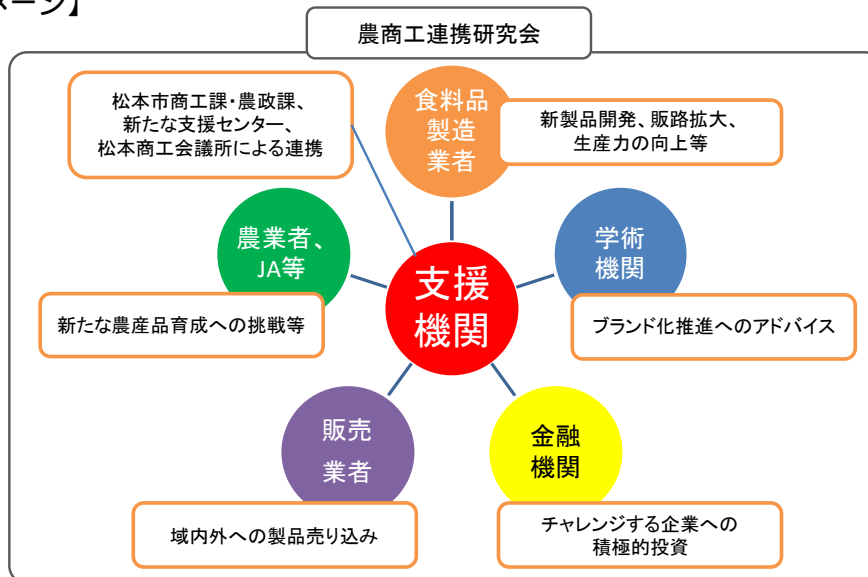 ージ】
農商工連携研究会
松本市商工課・農政課、
新たな支援センター、
松本商工会議所による連携
食料品
製造
業者
新製品開発、販路拡大、
生産力の向上等
農業者、
JA等
学術
機関
支援
機関
新たな農産品育成への挑戦等
ブランド化推進へのアドバイス
販売
業者
金融
機関
域内外への製品売り込み
チャレンジする企業への
積極的投資